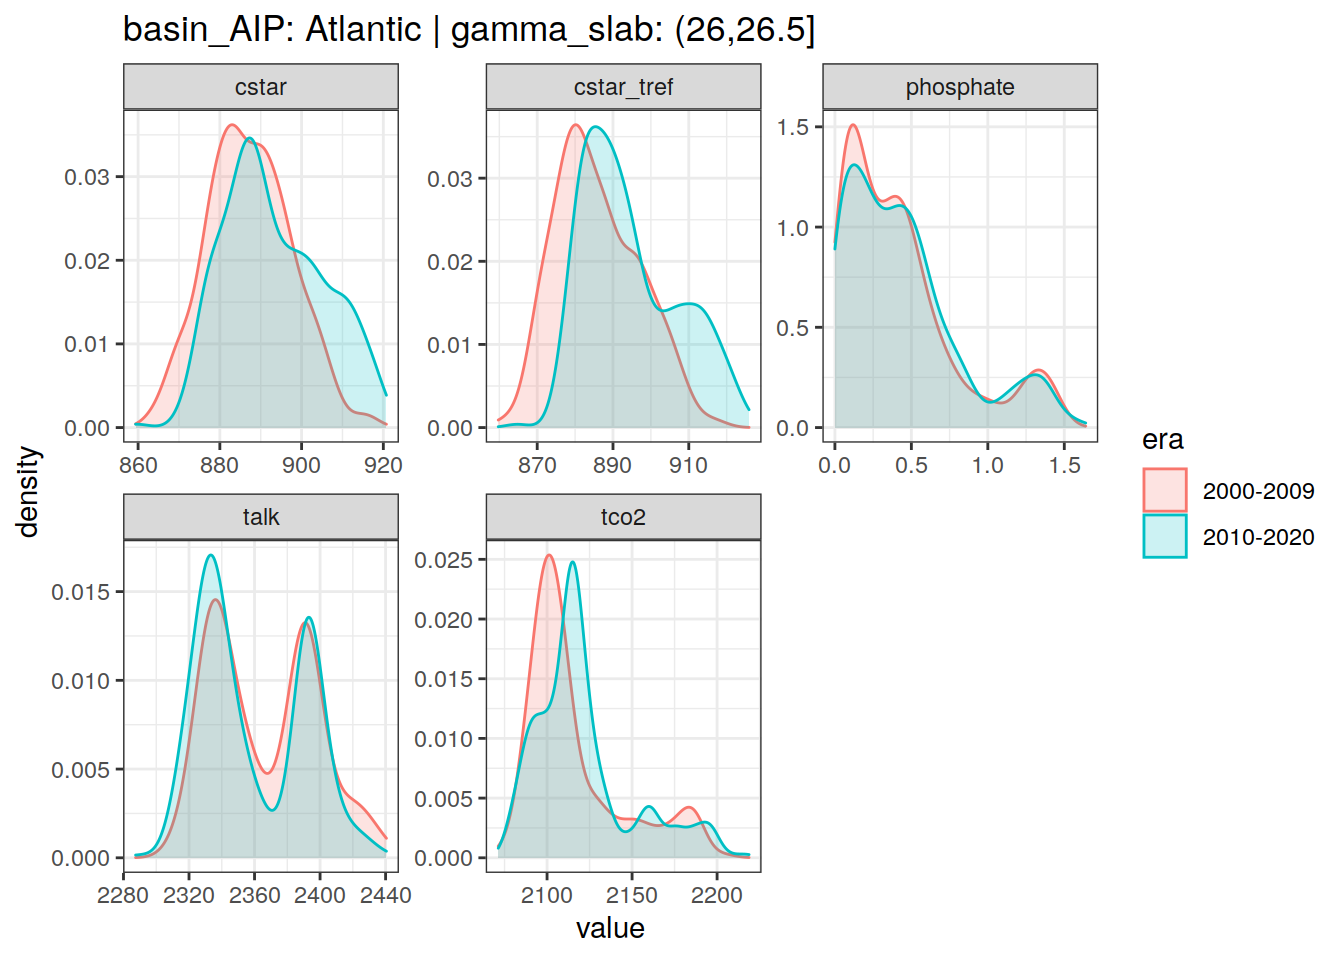 basin_AIP: Atlantic | gamma_slab: (26,26.5]
cstar
cstar_tref
phosphate
0.03
0.02
0.01
0.00
860 880 900 920
0.03
0.02
0.01
0.00
870 890 910
1.5
1.0
0.5
0.0
0.0 0.5 1.0 1.5
density
talk
tco2
0.015
0.010
0.005
0.000
2280 2320 2360 2400 2440
0.025
0.020
0.015
0.010
0.005
0.000
2100 2150 2200
value
era
2000-2009
2010-2020